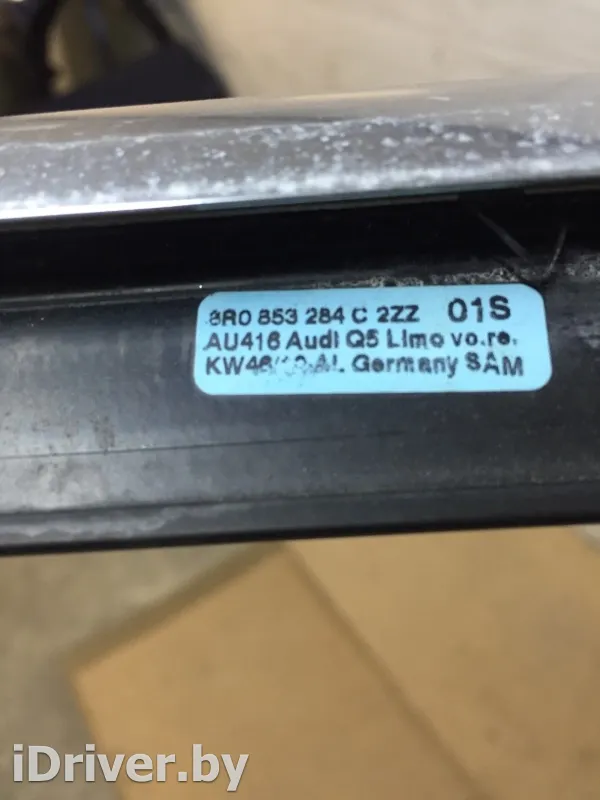 8R0 853 284 C 2ZZ 01S
AU416 Audi Q5 Limo vo.re.
Germany SAM
iDriver.by